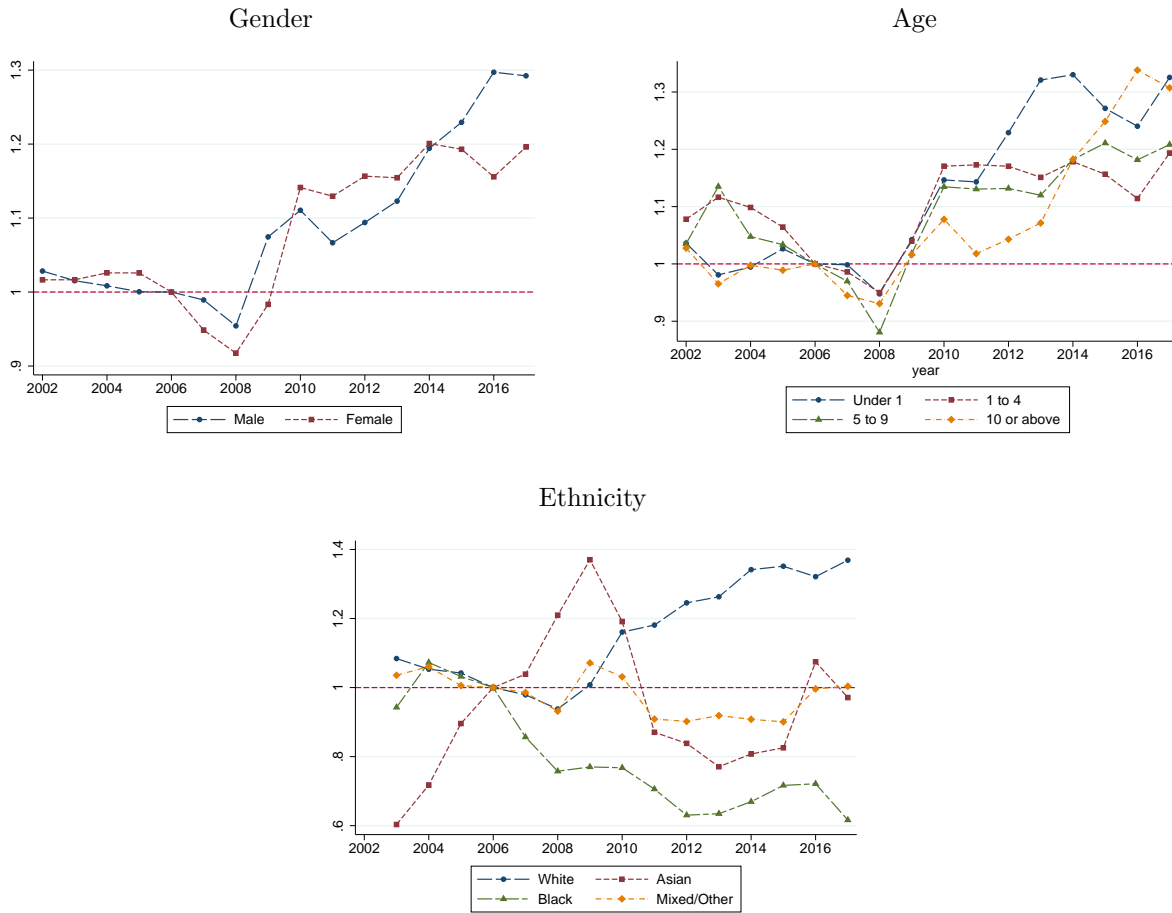 Gender
Age
1.3
1.2
1.1
1
.9
2002 2004 2006 2008 2010 2012 2014 2016
Male Female
1.3
1.2
1.1
1
.9
2002 2004 2006 2008 2010 2012 2014 2016
year
Under 1 1 to 4
5 to 9 10 or above
Ethnicity
1.4
1.2
1
.8
.6
2002 2004 2006 2008 2010 2012 2014 2016
White Asian
Black Mixed/Other